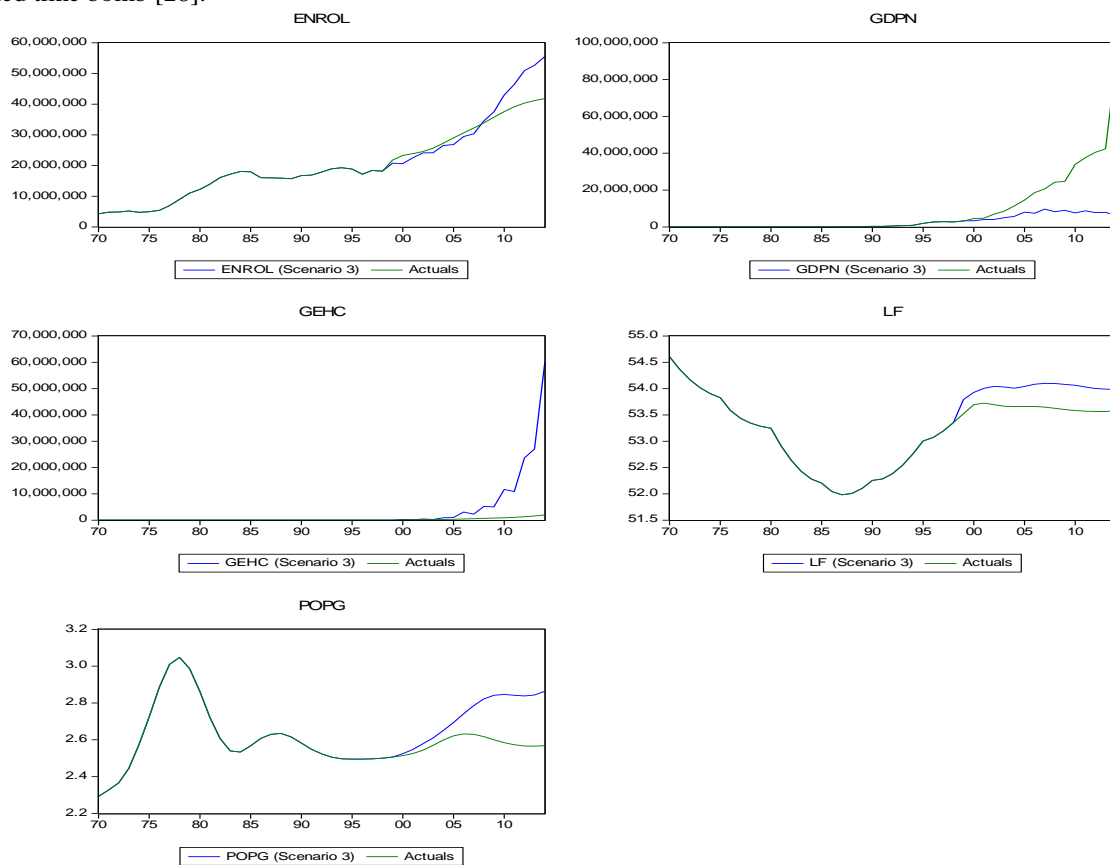 time bomb
ENROL
60,000,000
50,000,000
40,000,000
30,000,000
20,000,000
10,000,000
0
70 75 80 85 90 95 00 05 10
ENROL (Scenario 3) Actuals
GDPN
100,000,000
80,000,000
60,000,000
40,000,000
20,000,000
0
70 75 80 85 90 95 00 05 10
GDPN (Scenario 3) Actuals
GEHC
70,000,000
60,000,000
50,000,000
40,000,000
30,000,000
20,000,000
10,000,000
0
70 75 80 85 90 95 00 05 10
GEHC (Scenario 3) Actuals
LF
55.0
54.5
54.0
53.5
53.0
52.5
52.0
51.5
70 75 80 85 90 95 00 05 10
LF (Scenario 3) Actuals
POPG
3.2
3.0
2.8
2.6
2.4
2.2
70 75 80 85 90 95 00 05 10
POPG (Scenario 3) Actuals